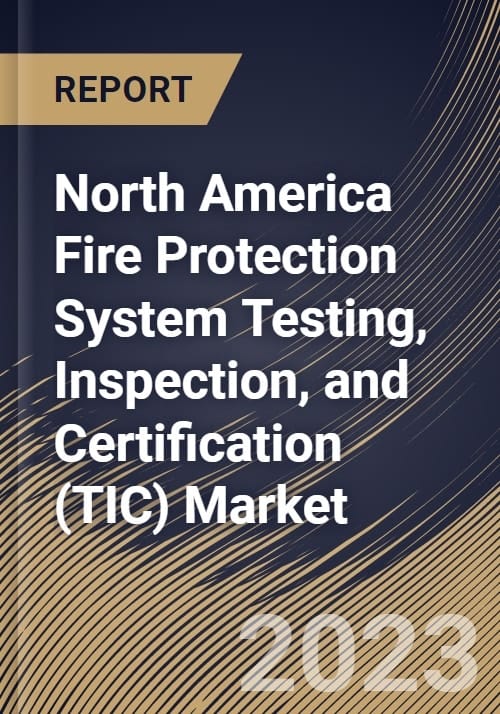 REPORT
North America
Fire Protection
System Testing,
Inspection, and
Certification
(TIC) Market
2023